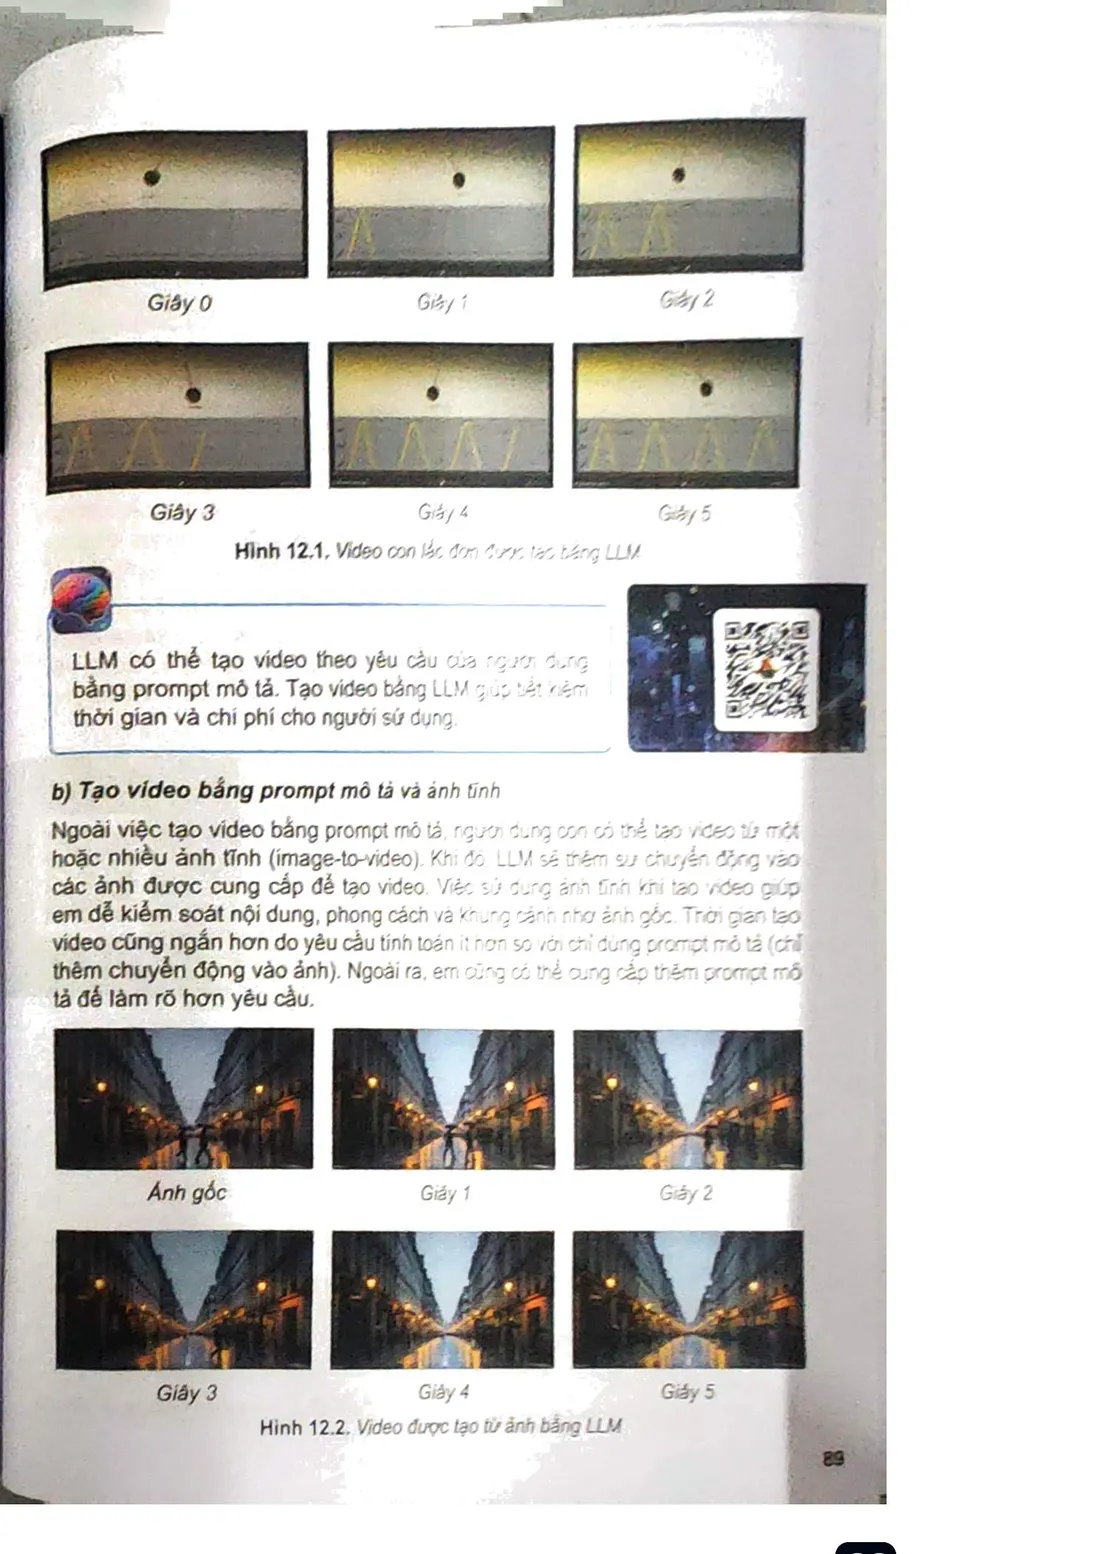 Giây 0
Giây 1
Giây 2
Giây 3
Giây 4
Giây 5
Hình 12.1. Video con lắc đơn được tạo bằng LLM
LLM có thể tạo video theo yêu cầu của người dùng
bằng prompt mô tả. Tạo video bằng LLM giúp tiết kiệm
thời gian và chi phí cho người sử dụng.
b) Tạo video bằng prompt mô tả và ảnh tĩnh
Ngoài việc tạo video bằng prompt mô tả, người dùng còn có thể tạo video từ một
hoặc nhiều ảnh tĩnh (image-to-video). Khi đó, LLM sẽ thêm sự chuyển động vào
các ảnh được cung cấp để tạo video. Việc sử dụng ảnh tĩnh khi tạo video giúp
em dễ kiểm soát nội dung, phong cách và khung cảnh nhờ ảnh gốc. Thời gian tạo
video cũng ngắn hơn do yêu cầu tính toán ít hơn so với chỉ dùng prompt mô tả (chỉ
thêm chuyển động vào ảnh). Ngoài ra, em cũng có thể cung cấp thêm prompt mô
tả để làm rõ hơn yêu cầu.
Ảnh gốc
Giây 1
Giây 2
Giây 3
Giây 4
Giây 5
Hình 12.2. Video được tạo từ ảnh bằng LLM
89